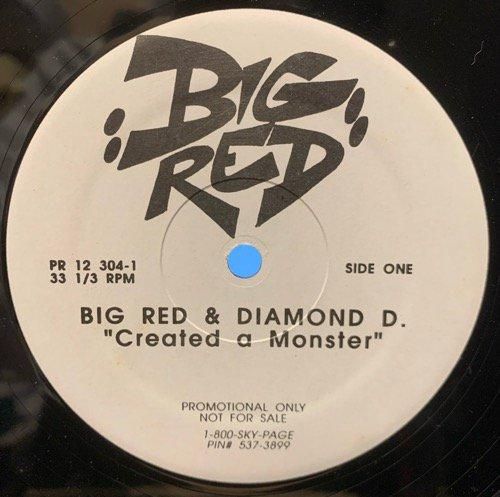 BIG
RED
PR 12 304-1
33 1/3 RPM
SIDE ONE
BIG RED & DIAMOND D.
"Created a Monster"
PROMOTIONAL ONLY
NOT FOR SALE
1-800-SKY-PAGE
PIN# 537-3899